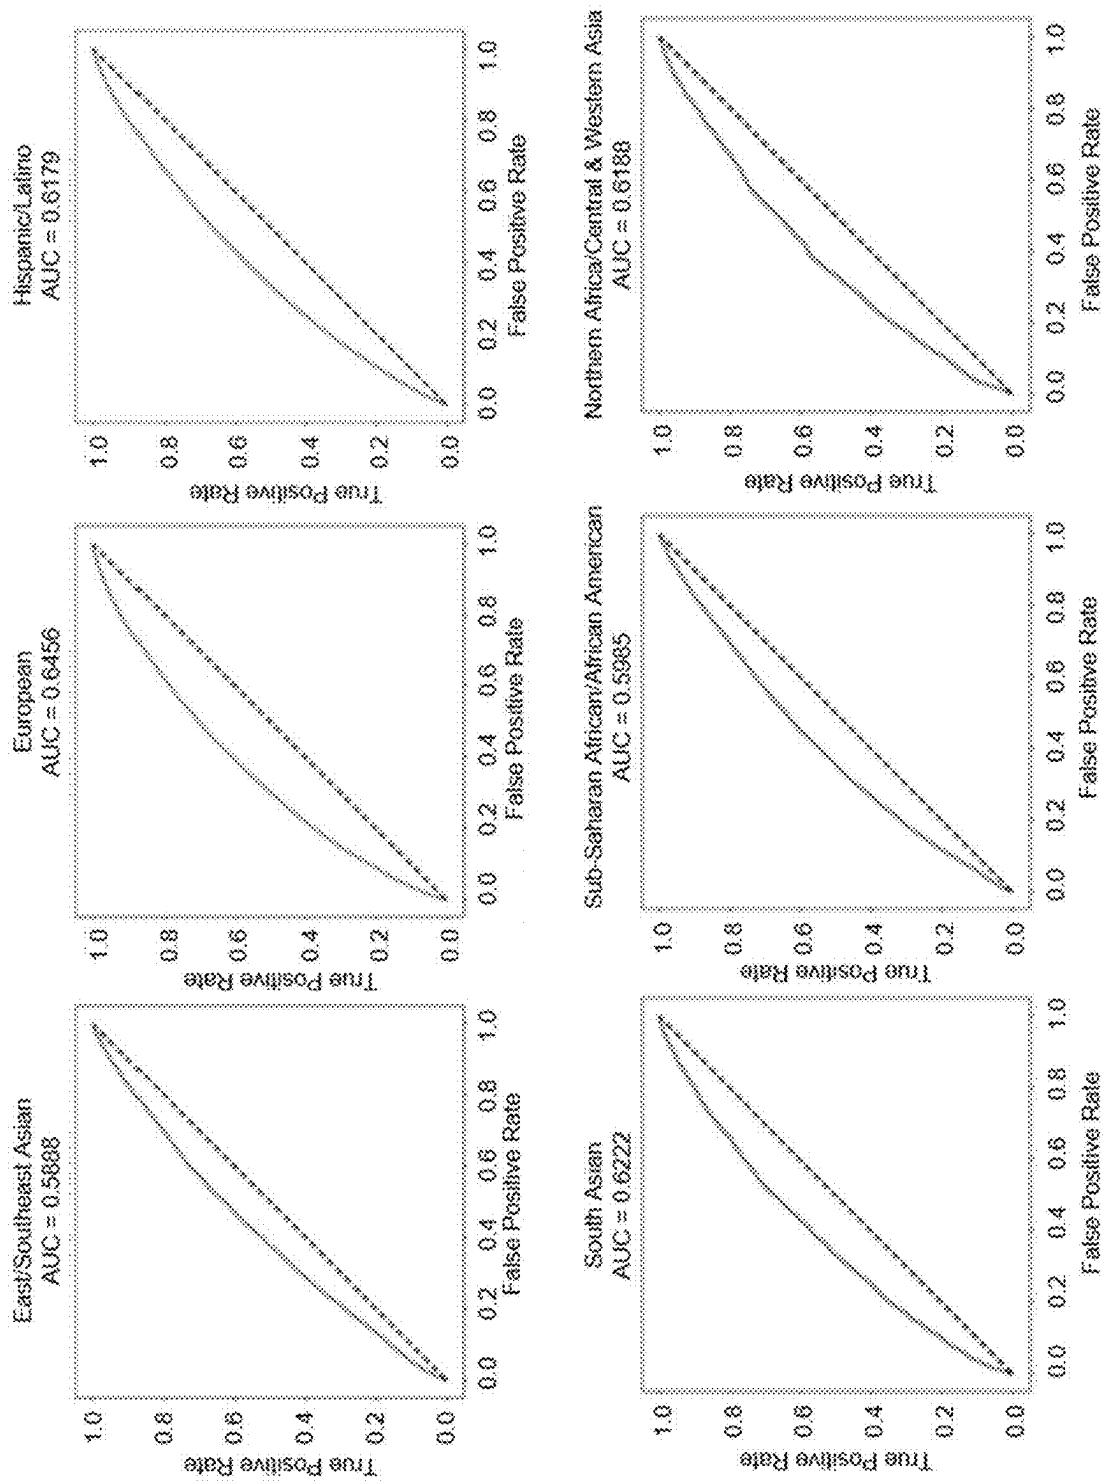 East/Southeast Asian
AUC = 0.5888
True Positive Rate
1.0
0.8
0.6
0.4
0.2
0.0
0.0 0.2 0.4 0.6 0.8 1.0
False Positive Rate
European
AUC = 0.6456
True Positive Rate
1.0
0.8
0.6
0.4
0.2
0.0
0.0 0.2 0.4 0.6 0.8 1.0
False Positive Rate
Hispanic/Latino
AUC = 0.6179
True Positive Rate
1.0
0.8
0.6
0.4
0.2
0.0
0.0 0.2 0.4 0.6 0.8 1.0
False Positive Rate
South Asian
AUC = 0.6222
True Positive Rate
1.0
0.8
0.6
0.4
0.2
0.0
0.0 0.2 0.4 0.6 0.8 1.0
False Positive Rate
Sub-Saharan African/African American
AUC = 0.5985
True Positive Rate
1.0
0.8
0.6
0.4
0.2
0.0
0.0 0.2 0.4 0.6 0.8 1.0
False Positive Rate
Northern Africa/Central & Western Asia
AUC = 0.6188
True Positive Rate
1.0
0.8
0.6
0.4
0.2
0.0
0.0 0.2 0.4 0.6 0.8 1.0
False Positive Rate